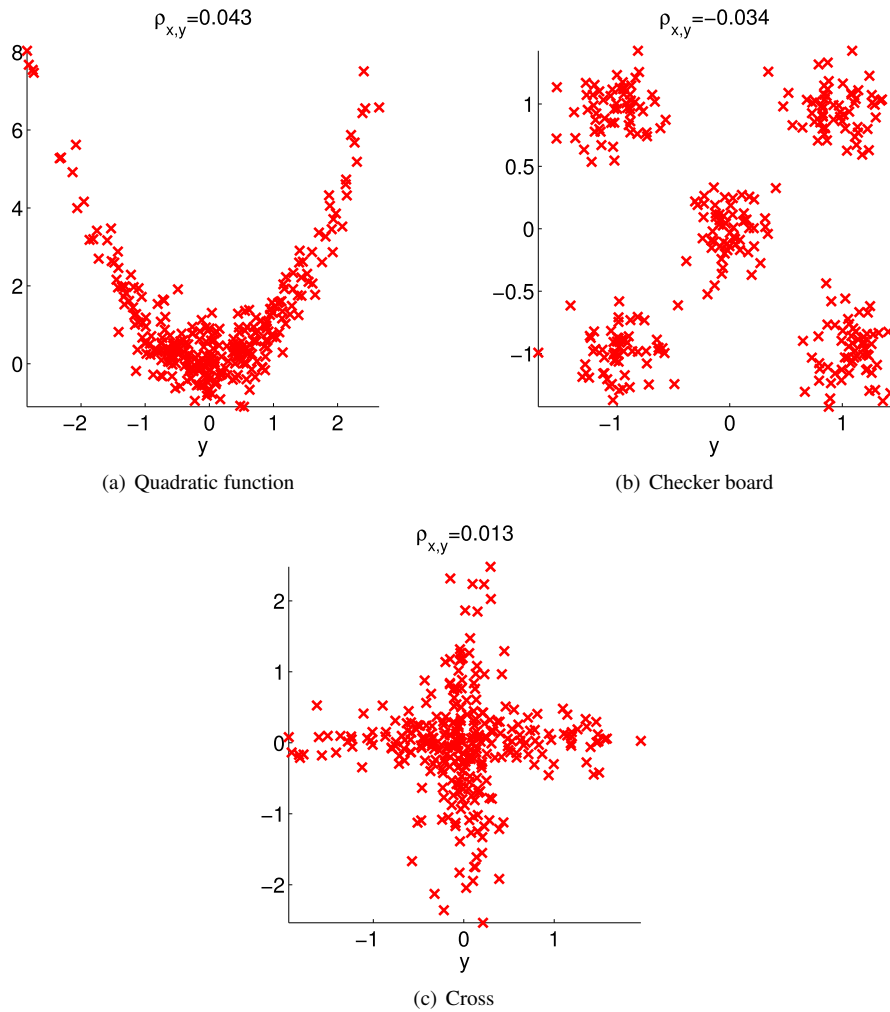 ρx,y=0.043
8
6
4
2
0
−2 −1 0 1 2
y
(a) Quadratic function
ρx,y=−0.034
1
0.5
0
−0.5
−1
−1 0 1
y
(b) Checker board
ρx,y=0.013
2
1
0
−1
−2
−1 0 1
y
(c) Cross